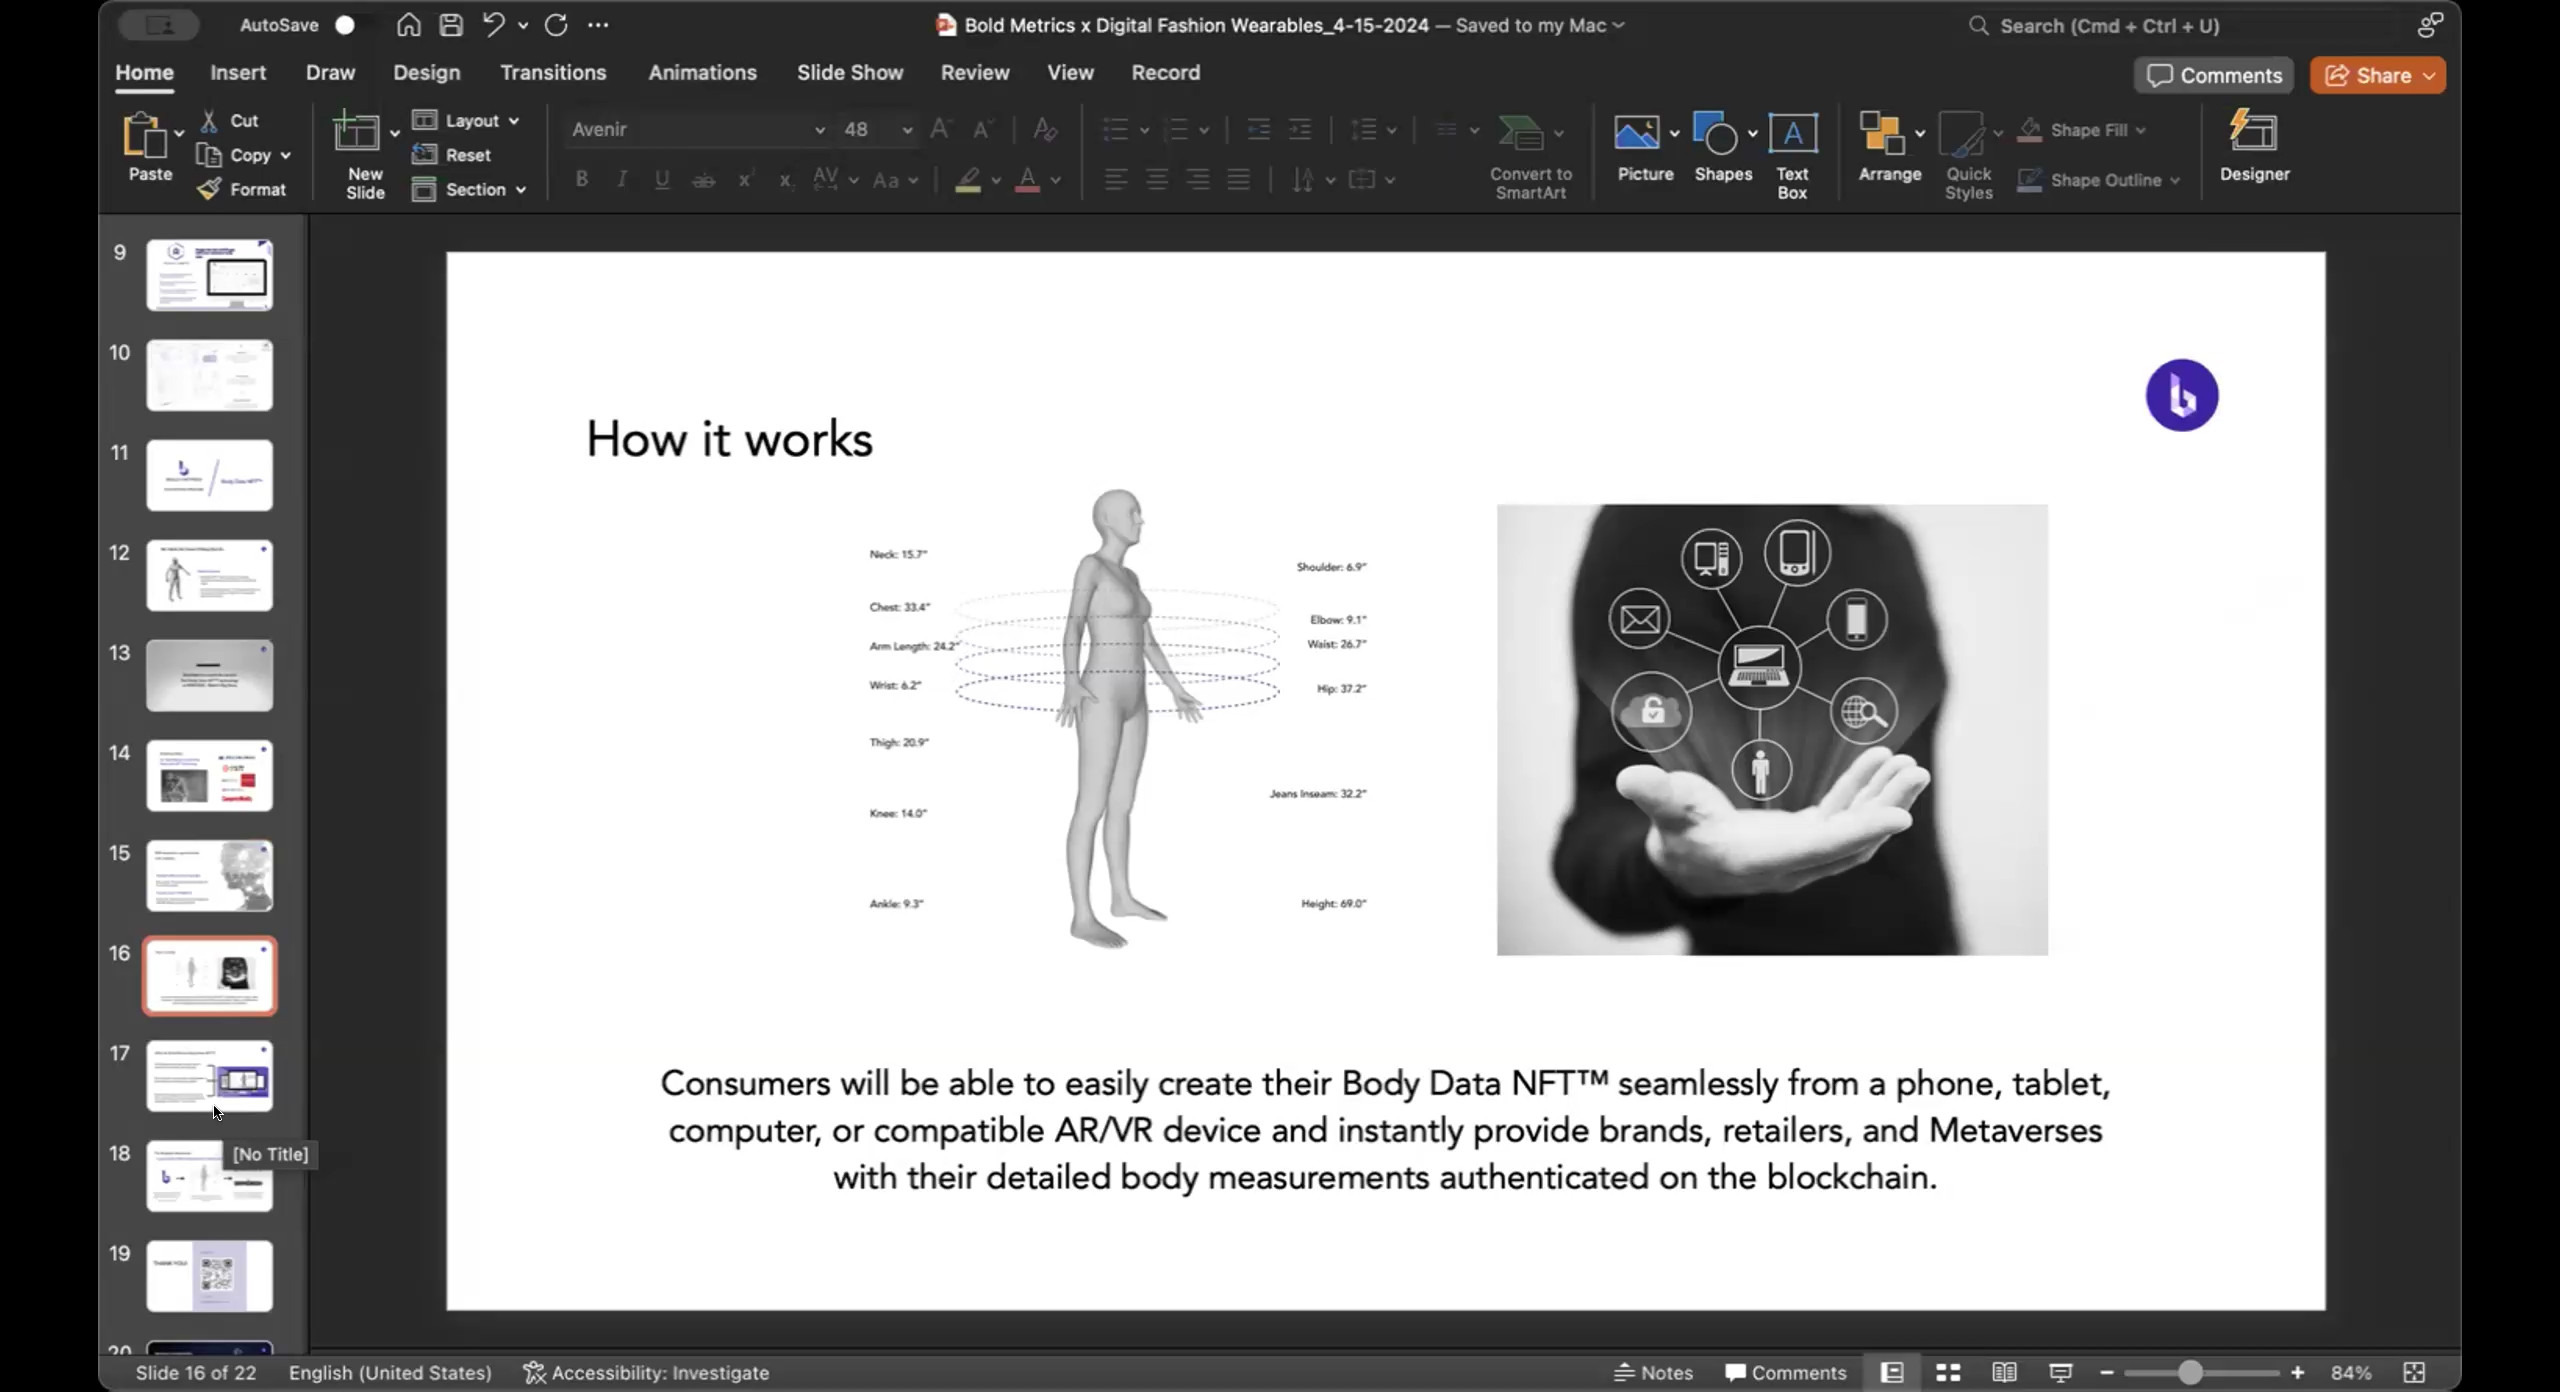 AutoSave
Bold Metrics x Digital Fashion Wearables_4-15-2024 — Saved to my Mac
Search (Cmd + Ctrl + U)
Home Insert Draw Design Transitions Animations Slide Show Review View Record
Comments Share
Paste
Cut
Copy
Format
New Slide
Layout
Reset
Section
Avenir 48
Convert to SmartArt
Picture
Shapes
Text Box
Arrange
Quick Styles
Shape Fill
Shape Outline
Designer
9
10
11
12
13
14
15
16
17
18
[No Title]
19
THANK YOU!
20
How it works
Neck: 15.7"
Chest: 33.4"
Arm Length: 24.2"
Wrist: 6.2"
Thigh: 20.9"
Knee: 14.0"
Ankle: 9.3"
Shoulder: 6.9"
Elbow: 9.1"
Waist: 26.7"
Hip: 37.2"
Jeans Inseam: 32.2"
Height: 69.0"
Consumers will be able to easily create their Body Data NFT™ seamlessly from a phone, tablet,
computer, or compatible AR/VR device and instantly provide brands, retailers, and Metaverses
with their detailed body measurements authenticated on the blockchain.
Slide 16 of 22 English (United States) Accessibility: Investigate
Notes Comments 84%